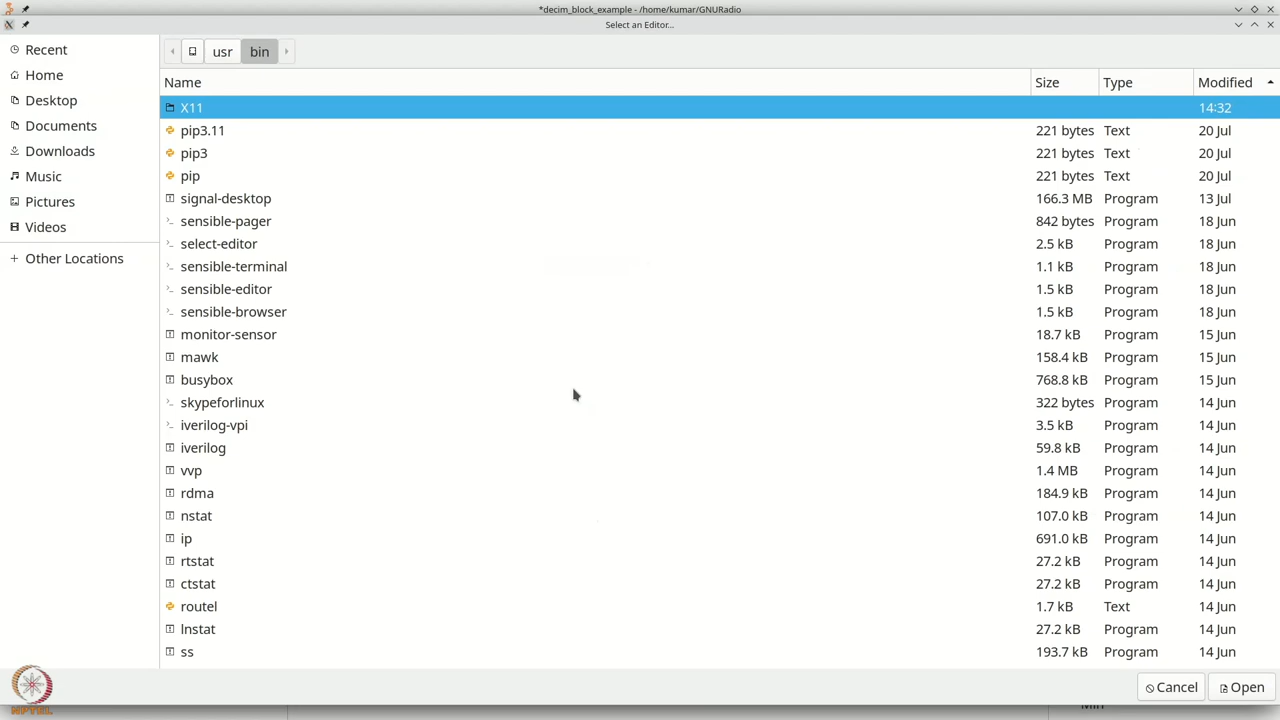 *decim_block_example - /home/kumar/GNURadio
Select an Editor...
Recent
Home
Desktop
Documents
Downloads
Music
Pictures
Videos
Other Locations
usr bin
Name Size Type Modified
X11 14:32
pip3.11 221 bytes Text 20 Jul
pip3 221 bytes Text 20 Jul
pip 221 bytes Text 20 Jul
signal-desktop 166.3 MB Program 13 Jul
sensible-pager 842 bytes Program 18 Jun
select-editor 2.5 kB Program 18 Jun
sensible-terminal 1.1 kB Program 18 Jun
sensible-editor 1.5 kB Program 18 Jun
sensible-browser 1.5 kB Program 18 Jun
monitor-sensor 18.7 kB Program 15 Jun
mawk 158.4 kB Program 15 Jun
busybox 768.8 kB Program 15 Jun
skypeforlinux 322 bytes Program 14 Jun
iverilog-vpi 3.5 kB Program 14 Jun
iverilog 59.8 kB Program 14 Jun
vvp 1.4 MB Program 14 Jun
rdma 184.9 kB Program 14 Jun
nstat 107.0 kB Program 14 Jun
ip 691.0 kB Program 14 Jun
rtstat 27.2 kB Program 14 Jun
ctstat 27.2 kB Program 14 Jun
routel 1.7 kB Text 14 Jun
lnstat 27.2 kB Program 14 Jun
ss 193.7 kB Program 14 Jun
Cancel Open
NPTEL